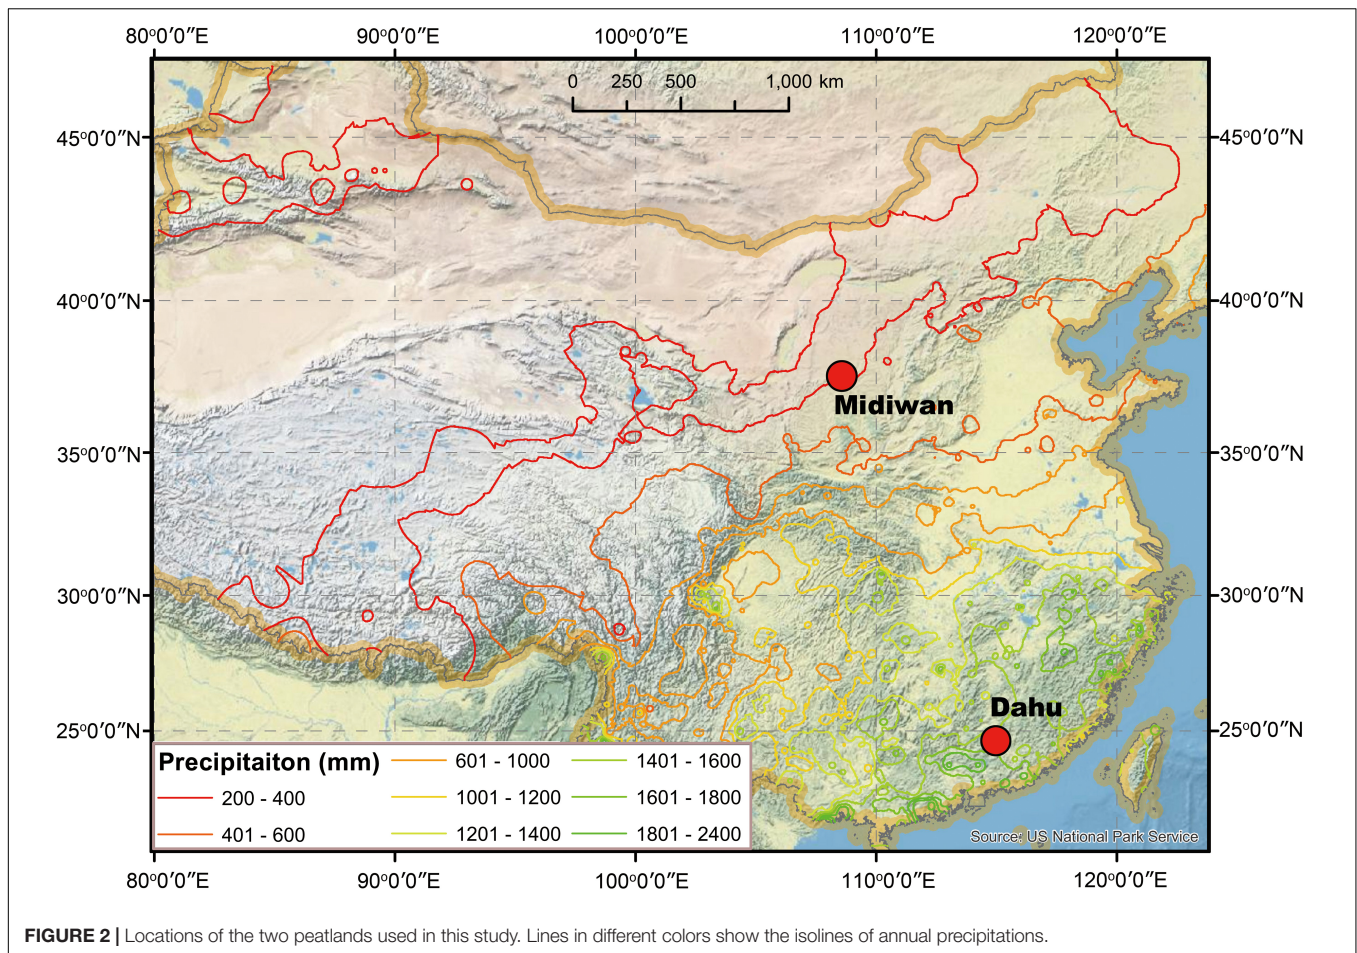 80°0′0″E 90°0′0″E 100°0′0″E 110°0′0″E 120°0′0″E
0 250 500 1,000 km
45°0′0″N 45°0′0″N
40°0′0″N 40°0′0″N
Midiwan
35°0′0″N 35°0′0″N
30°0′0″N 30°0′0″N
Dahu
25°0′0″N 25°0′0″N
Precipitaiton (mm)
200 - 400
401 - 600
601 - 1000
1001 - 1200
1201 - 1400
1401 - 1600
1601 - 1800
1801 - 2400
Source: US National Park Service
80°0′0″E 90°0′0″E 100°0′0″E 110°0′0″E 120°0′0″E
FIGURE 2 | Locations of the two peatlands used in this study. Lines in different colors show the isolines of annual precipitations.